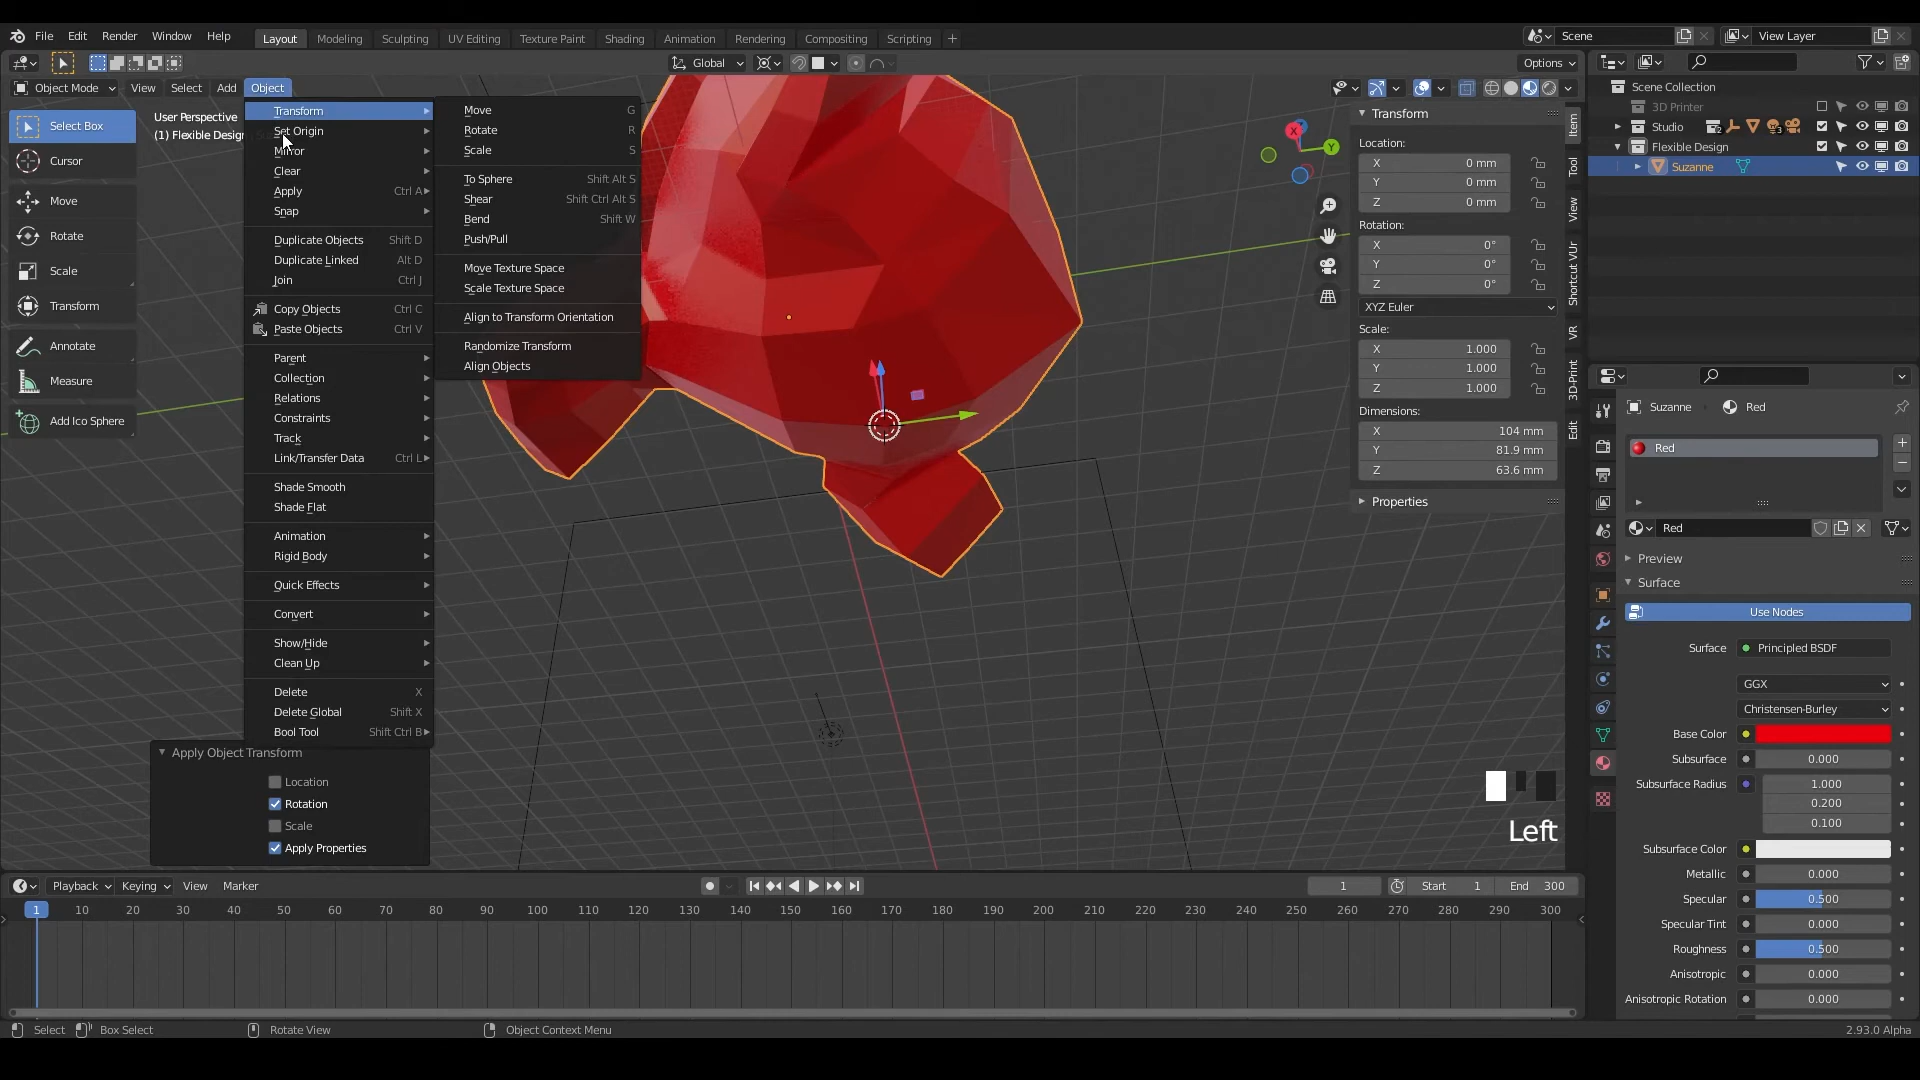 File Edit Render Window Help
Layout Modeling Sculpting UV Editing Texture Paint Shading Animation Rendering Compositing Scripting +
Scene
View Layer
Global
Options
Object Mode View Select Add Object
Select Box
Cursor
Move
Rotate
Scale
Transform
Annotate
Measure
Add Ico Sphere
User Perspective
(1) Flexible Design
Transform
Set Origin
Mirror
Clear
Apply Ctrl A
Snap
Duplicate Objects Shift D
Duplicate Linked Alt D
Join Ctrl J
Copy Objects Ctrl C
Paste Objects Ctrl V
Parent
Collection
Relations
Constraints
Track
Link/Transfer Data Ctrl L
Shade Smooth
Shade Flat
Animation
Rigid Body
Quick Effects
Convert
Show/Hide
Clean Up
Delete X
Delete Global Shift X
Bool Tool Shift Ctrl B
Move G
Rotate R
Scale S
To Sphere Shift Alt S
Shear Shift Ctrl Alt S
Bend Shift W
Push/Pull
Move Texture Space
Scale Texture Space
Align to Transform Orientation
Randomize Transform
Align Objects
Apply Object Transform
Location
Rotation
Scale
Apply Properties
X
Y
Transform
Location:
X 0 mm
Y 0 mm
Z 0 mm
Rotation:
X 0°
Y 0°
Z 0°
XYZ Euler
Scale:
X 1.000
Y 1.000
Z 1.000
Dimensions:
X 104 mm
Y 81.9 mm
Z 63.6 mm
Properties
Item
Tool
View
Shortcut VUr
VR
3D-Print
Edit
Left
Scene Collection
3D Printer
Studio
Flexible Design
Suzanne
Suzanne Red
Red
Red
Preview
Surface
Use Nodes
Surface Principled BSDF
GGX
Christensen-Burley
Base Color
Subsurface 0.000
Subsurface Radius 1.000
0.200
0.100
Subsurface Color
Metallic 0.000
Specular 0.500
Specular Tint 0.000
Roughness 0.500
Anisotropic 0.000
Anisotropic Rotation 0.000
Playback Keying View Marker
1 Start 1 End 300
1 10 20 30 40 50 60 70 80 90 100 110 120 130 140 150 160 170 180 190 200 210 220 230 240 250 260 270 280 290 300
Select Box Select Rotate View Object Context Menu
2.93.0 Alpha